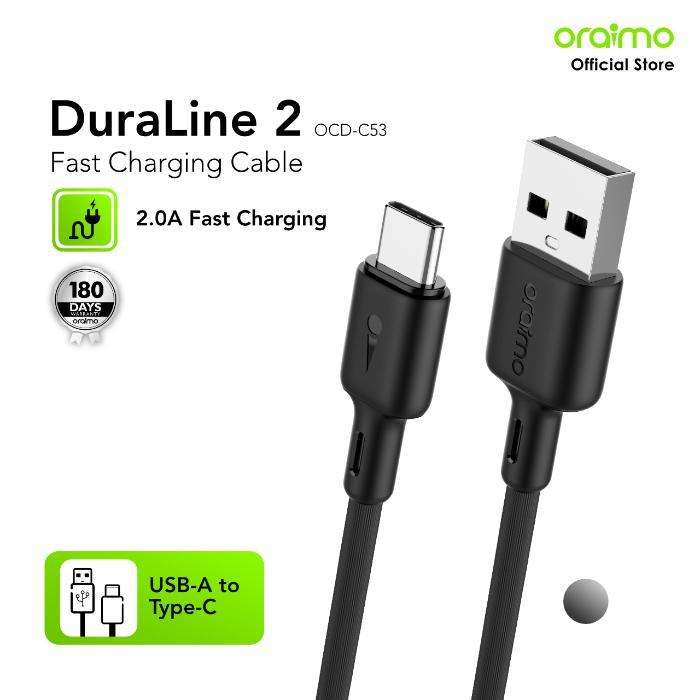 oraimo
Official Store
DuraLine 2 OCD-C53
Fast Charging Cable
2.0A Fast Charging
180
DAYS
WARRANTY
oraimo
oraimo
USB-A to
Type-C